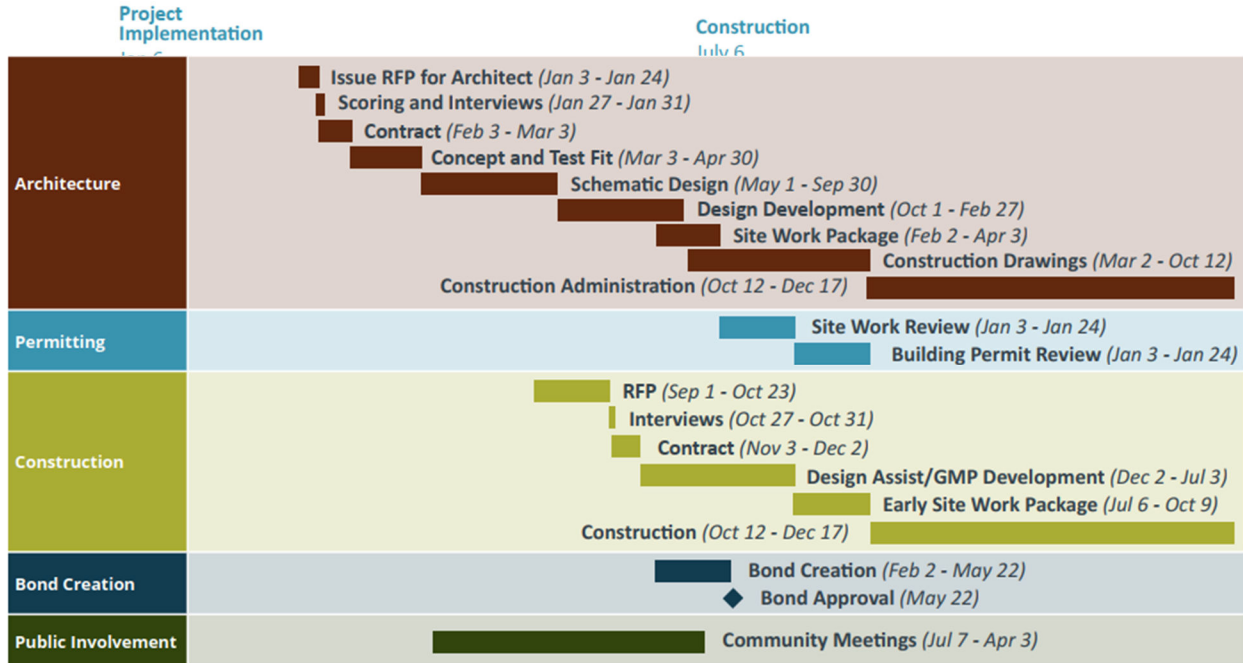 Project
Implementation
Construction
July 6
Architecture
Issue RFP for Architect (Jan 3 - Jan 24)
Scoring and Interviews (Jan 27 - Jan 31)
Contract (Feb 3 - Mar 3)
Concept and Test Fit (Mar 3 - Apr 30)
Schematic Design (May 1 - Sep 30)
Design Development (Oct 1 - Feb 27)
Site Work Package (Feb 2 - Apr 3)
Construction Drawings (Mar 2 - Oct 12)
Construction Administration (Oct 12 - Dec 17)
Permitting
Site Work Review (Jan 3 - Jan 24)
Building Permit Review (Jan 3 - Jan 24)
Construction
RFP (Sep 1 - Oct 23)
Interviews (Oct 27 - Oct 31)
Contract (Nov 3 - Dec 2)
Design Assist/GMP Development (Dec 2 - Jul 3)
Early Site Work Package (Jul 6 - Oct 9)
Construction (Oct 12 - Dec 17)
Bond Creation
Bond Creation (Feb 2 - May 22)
Bond Approval (May 22)
Public Involvement
Community Meetings (Jul 7 - Apr 3)